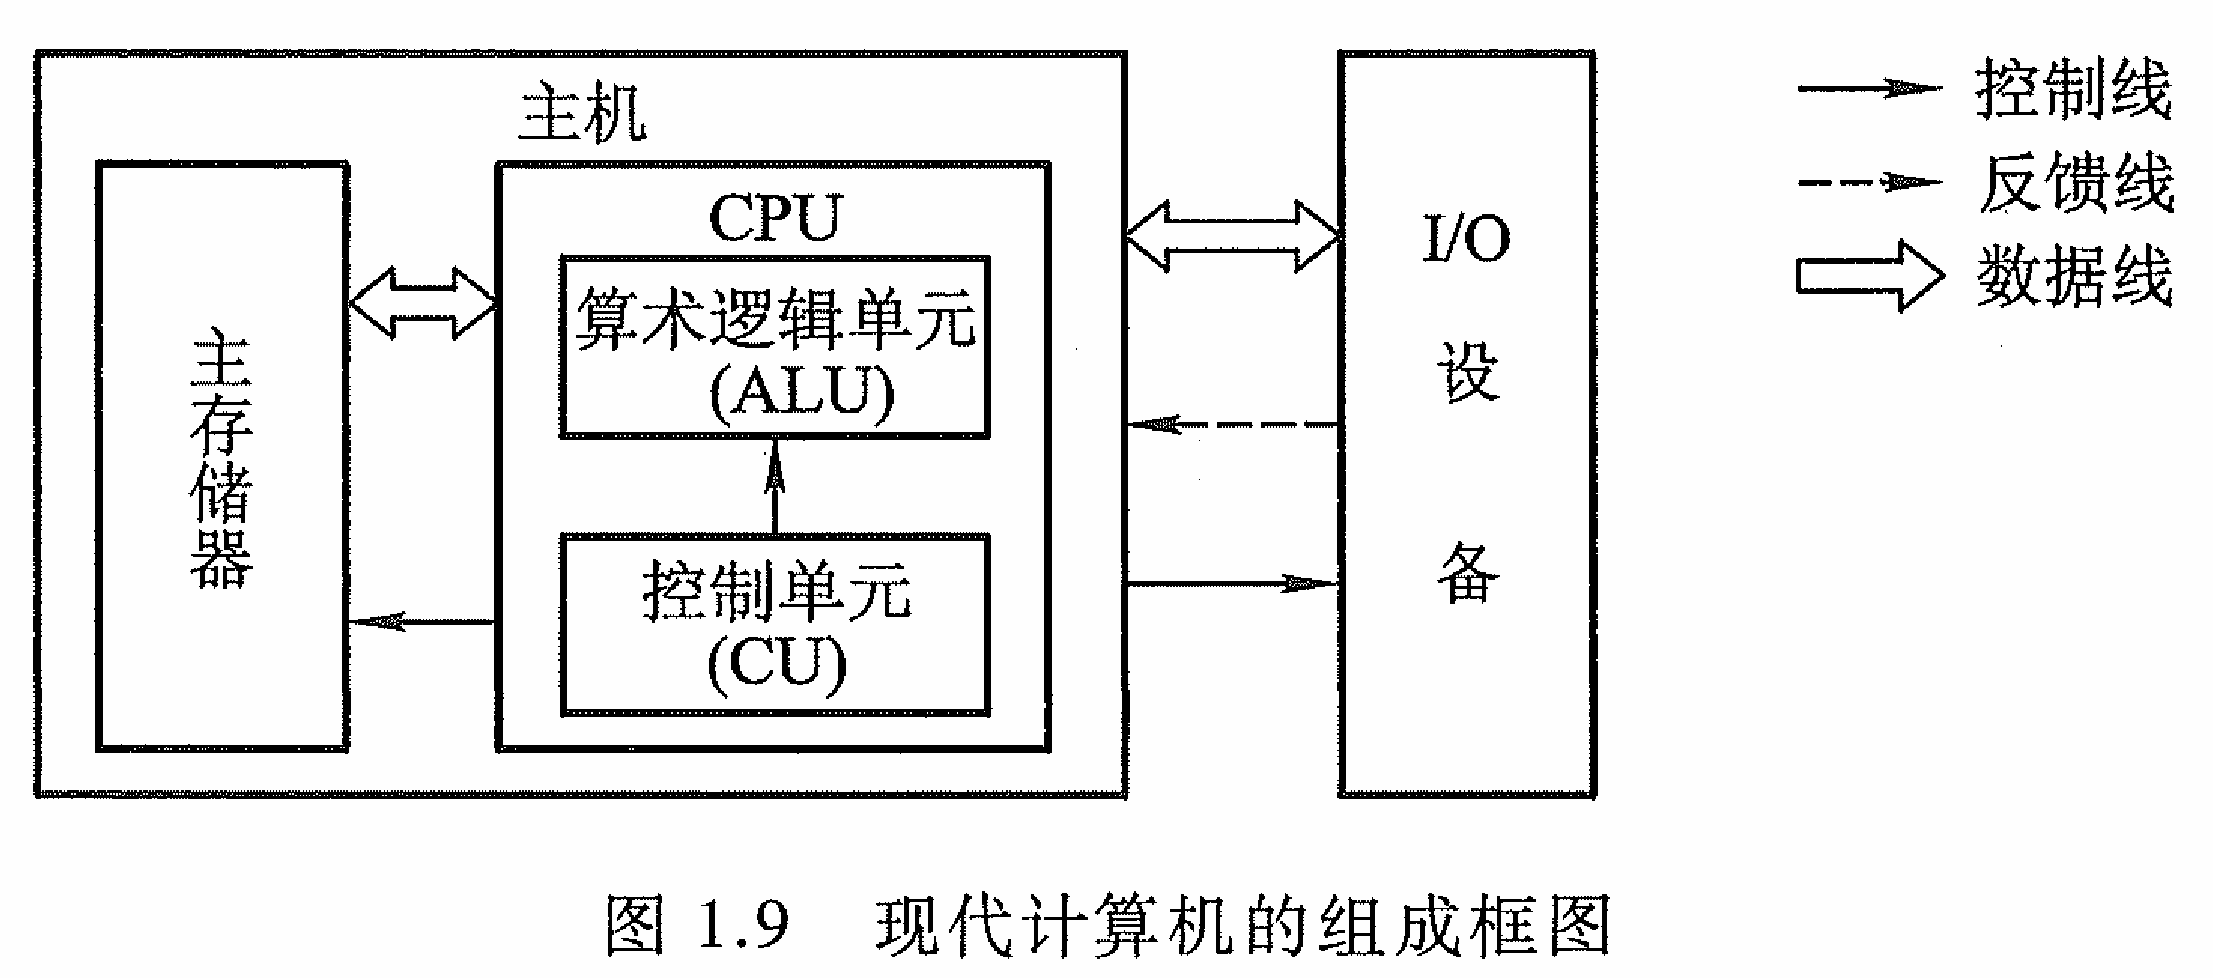 主机
主存储器
CPU
算术逻辑单元
(ALU)
控制单元
(CU)
I/O
设
备
控制线
反馈线
数据线
图 1.9 现代计算机的组成框图